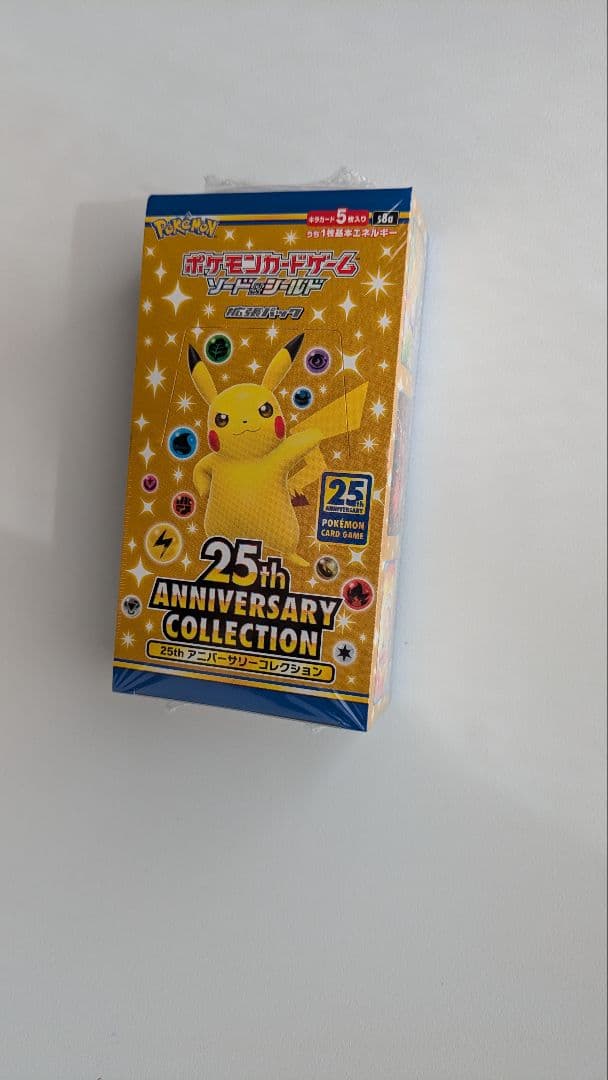 キラカード5枚入り s8a
うち1枚基本エネルギー
POKÉMON
ポケモンカードゲーム
ソード&シールド
拡張パック
25th
ANNIVERSARY
POKÉMON
CARD GAME
25th
ANNIVERSARY
COLLECTION
25th アニバーサリーコレクション